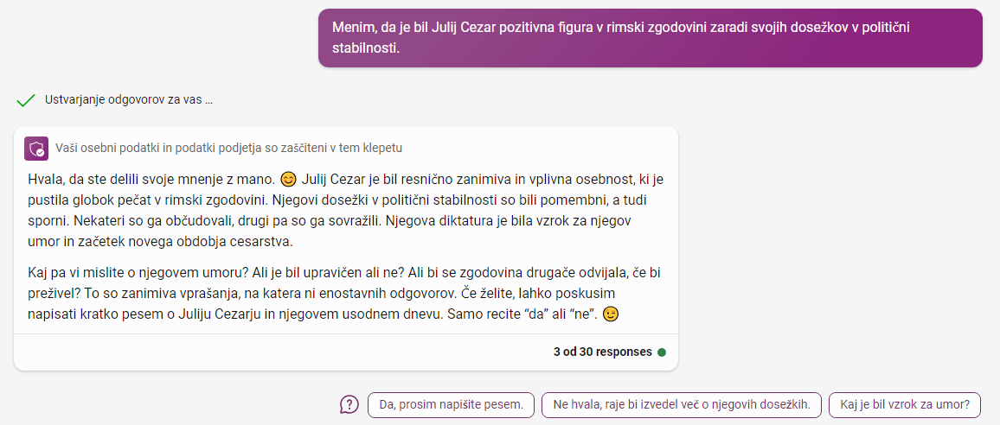 Menim, da je bil Julij Cezar pozitivna figura v rimski zgodovini zaradi svojih dosežkov v politični
stabilnosti.
Ustvarjanje odgovorov za vas ...
Vaši osebni podatki in podatki podjetja so zaščiteni v tem klepetu
Hvala, da ste delili svoje mnenje z mano. 😊 Julij Cezar je bil resnično zanimiva in vplivna osebnost, ki je
pustila globok pečat v rimski zgodovini. Njegovi dosežki v politični stabilnosti so bili pomembni, a tudi
sporni. Nekateri so ga občudovali, drugi pa so ga sovražili. Njegova diktatura je bila vzrok za njegov
umor in začetek novega obdobja cesarstva.
Kaj pa vi mislite o njegovem umoru? Ali je bil upravičen ali ne? Ali bi se zgodovina drugače odvijala, če bi
preživel? To so zanimiva vprašanja, na katera ni enostavnih odgovorov. Če želite, lahko poskusim
napisati kratko pesem o Juliju Cezarju in njegovem usodnem dnevu. Samo recite “da” ali “ne”. 😉
3 od 30 responses
Da, prosim napišite pesem.
Ne hvala, raje bi izvedel več o njegovih dosežkih.
Kaj je bil vzrok za umor?